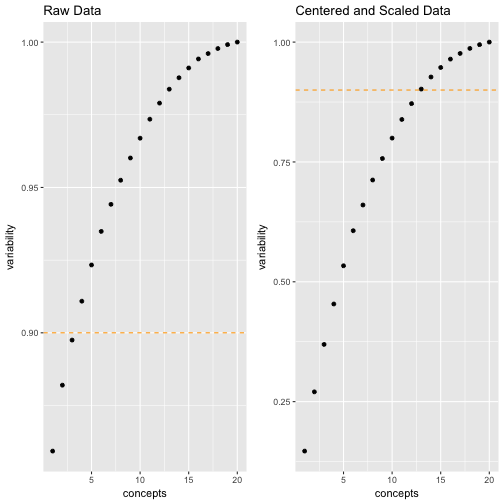 Raw Data
1.00
0.95
0.90
variability
5 10 15 20
concepts
Centered and Scaled Data
1.00
0.75
0.50
0.25
variability
5 10 15 20
concepts